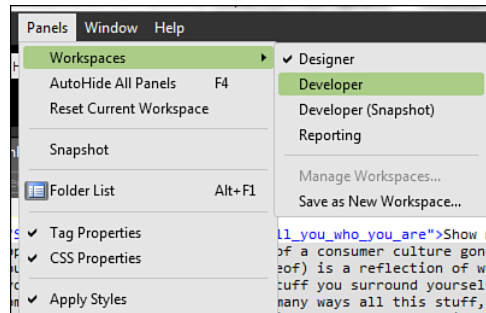 Panels Window Help
Workspaces
AutoHide All Panels F4
Reset Current Workspace
Snapshot
Folder List Alt+F1
Tag Properties
CSS Properties
Apply Styles
Designer
Developer
Developer (Snapshot)
Reporting
Manage Workspaces...
Save as New Workspace...
ll_you_who_you_are">Show
of a consumer culture gon
eof) is a reflection of w
tuff you surround yoursel
many ways all this stuff,